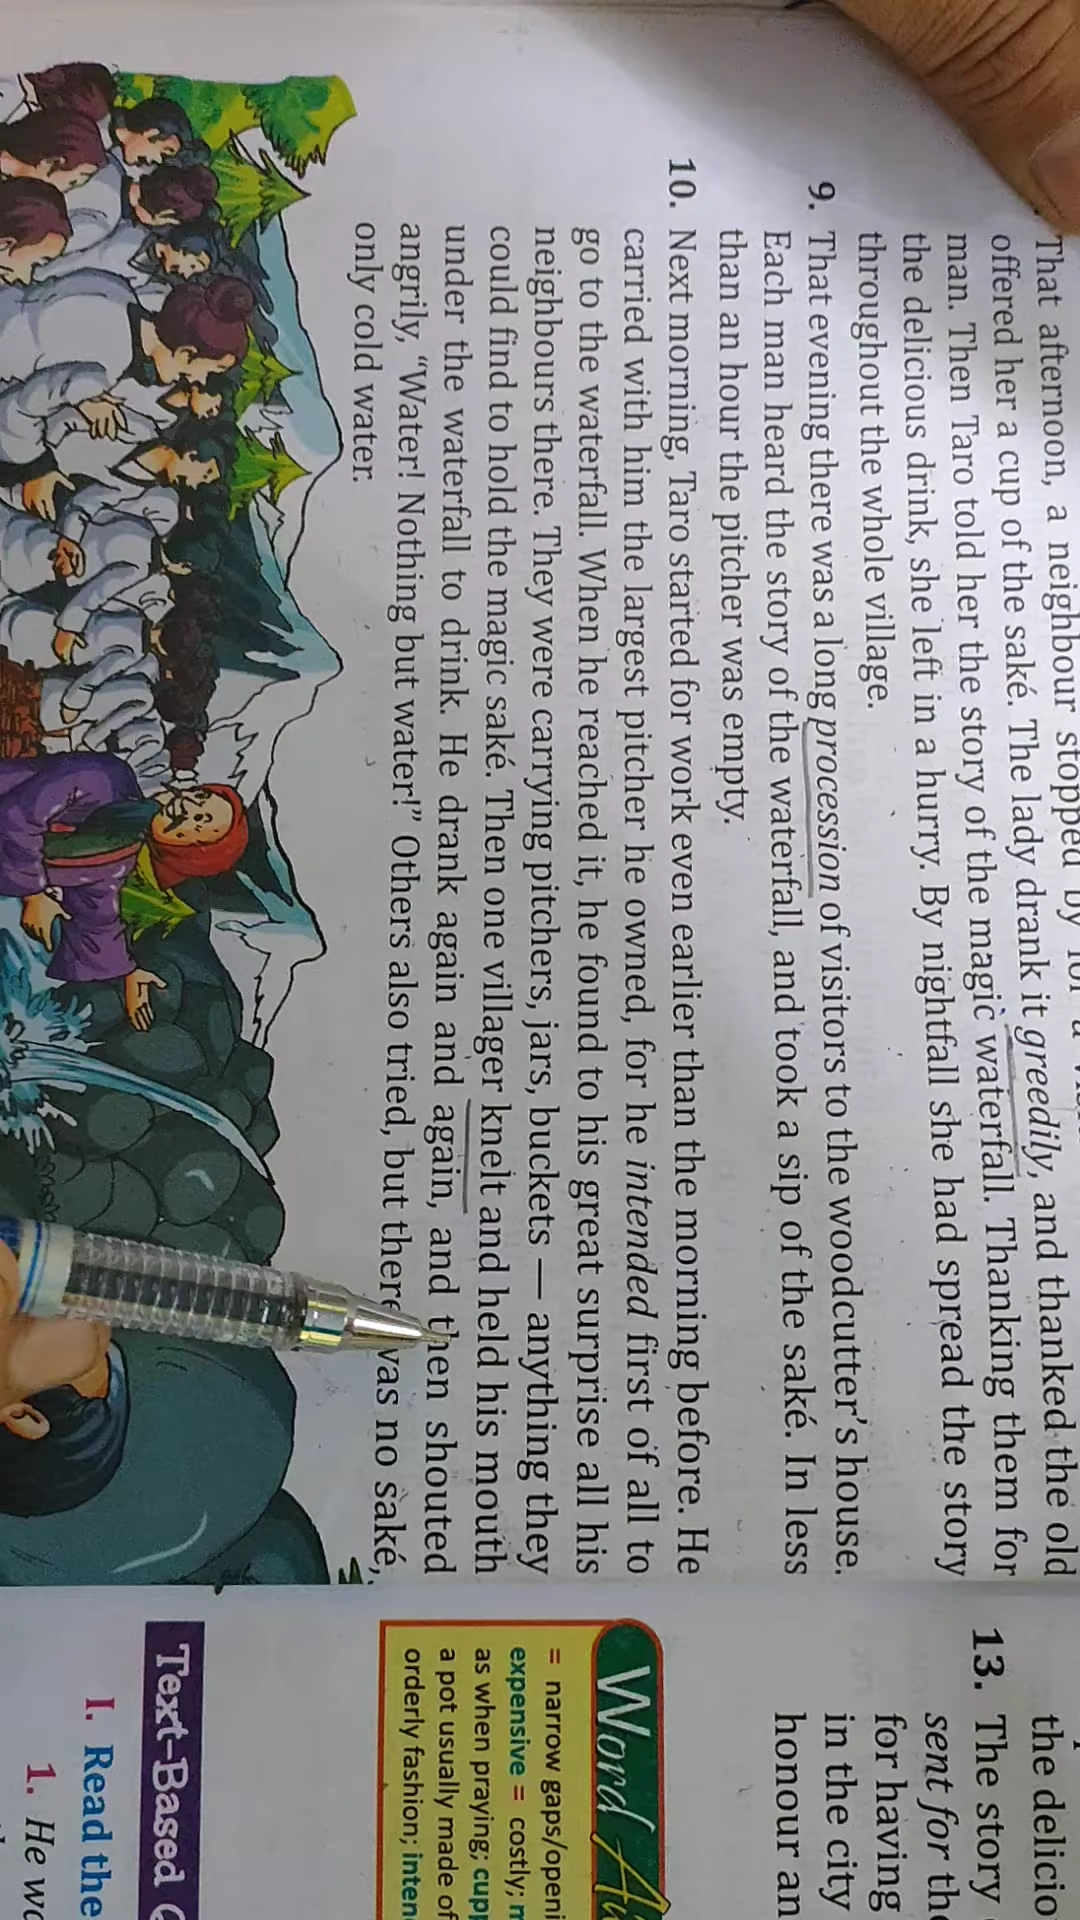 That afternoon, a neighbour stopped by for a
offered her a cup of the saké. The lady drank it greedily, and thanked the old
man. Then Taro told her the story of the magic waterfall. Thanking them for
the delicious drink, she left in a hurry. By nightfall she had spread the story
throughout the whole village.
9. That evening there was a long procession of visitors to the woodcutter's house.
Each man heard the story of the waterfall, and took a sip of the saké. In less
than an hour the pitcher was empty.
10. Next morning, Taro started for work even earlier than the morning before. He
carried with him the largest pitcher he owned, for he intended first of all to
go to the waterfall. When he reached it, he found to his great surprise all his
neighbours there. They were carrying pitchers, jars, buckets — anything they
could find to hold the magic saké. Then one villager knelt and held his mouth
under the waterfall to drink. He drank again and again, and then shouted
angrily, “Water! Nothing but water!” Others also tried, but there was no saké,
only cold water.
the
13. The story
sent for
for having
in the city
honour
Word
= narrow
expensive = costly;
as when praying;
a pot usually made of
orderly fashion;
Text-Based
I. Read the
1. He